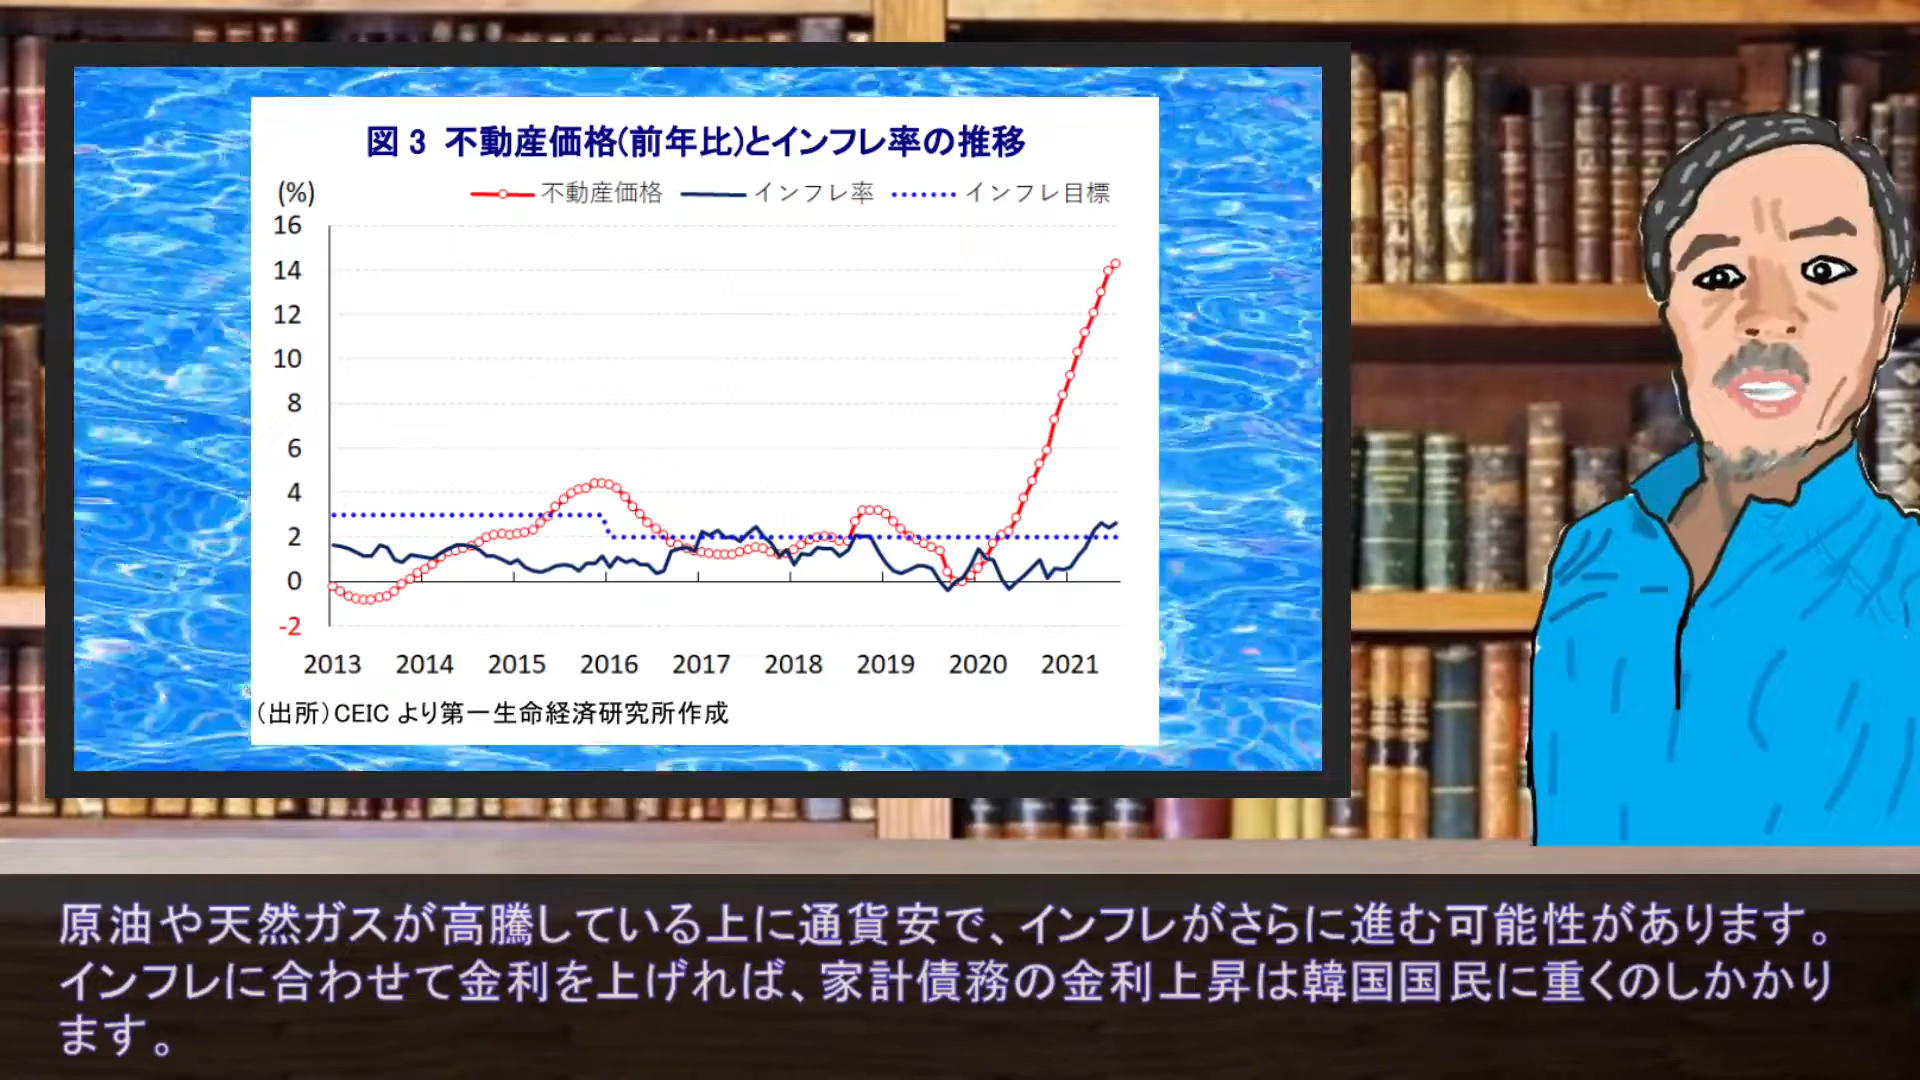 図 3 不動産価格(前年比)とインフレ率の推移
(%)
不動産価格 インフレ率 インフレ目標
16
14
12
10
8
6
4
2
0
-2
2013 2014 2015 2016 2017 2018 2019 2020 2021
(出所)CEIC より第一生命経済研究所作成
原油や天然ガスが高騰している上に通貨安で、インフレがさらに進む可能性があります。
インフレに合わせて金利を上げれば、家計債務の金利上昇は韓国国民に重くのしかかり
ます。